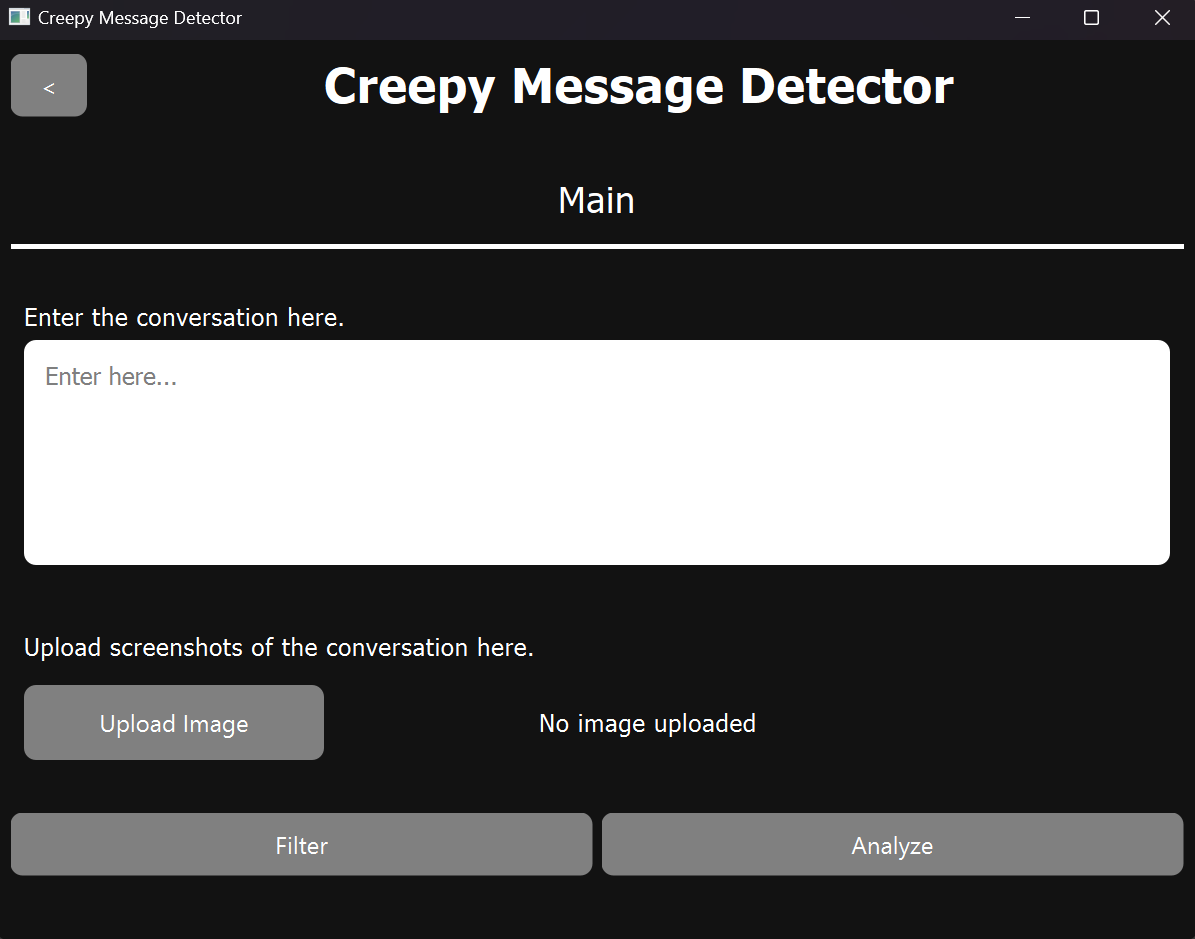 Creepy Message Detector
<
Creepy Message Detector
Main
Enter the conversation here.
Enter here...
Upload screenshots of the conversation here.
Upload Image
No image uploaded
Filter
Analyze